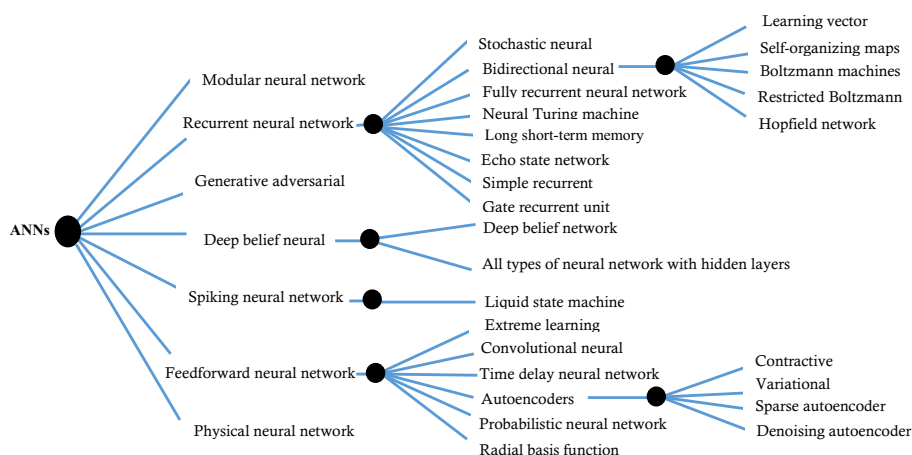 ANNs
Modular neural network
Recurrent neural network
Generative adversarial
Deep belief neural
Spiking neural network
Feedforward neural network
Physical neural network
Stochastic neural
Bidirectional neural
Fully recurrent neural network
Neural Turing machine
Long short-term memory
Echo state network
Simple recurrent
Gate recurrent unit
Deep belief network
All types of neural network with hidden layers
Liquid state machine
Extreme learning
Convolutional neural
Time delay neural network
Autoencoders
Probabilistic neural network
Radial basis function
Learning vector
Self-organizing maps
Boltzmann machines
Restricted Boltzmann
Hopfield network
Contractive
Variational
Sparse autoencoder
Denoising autoencoder